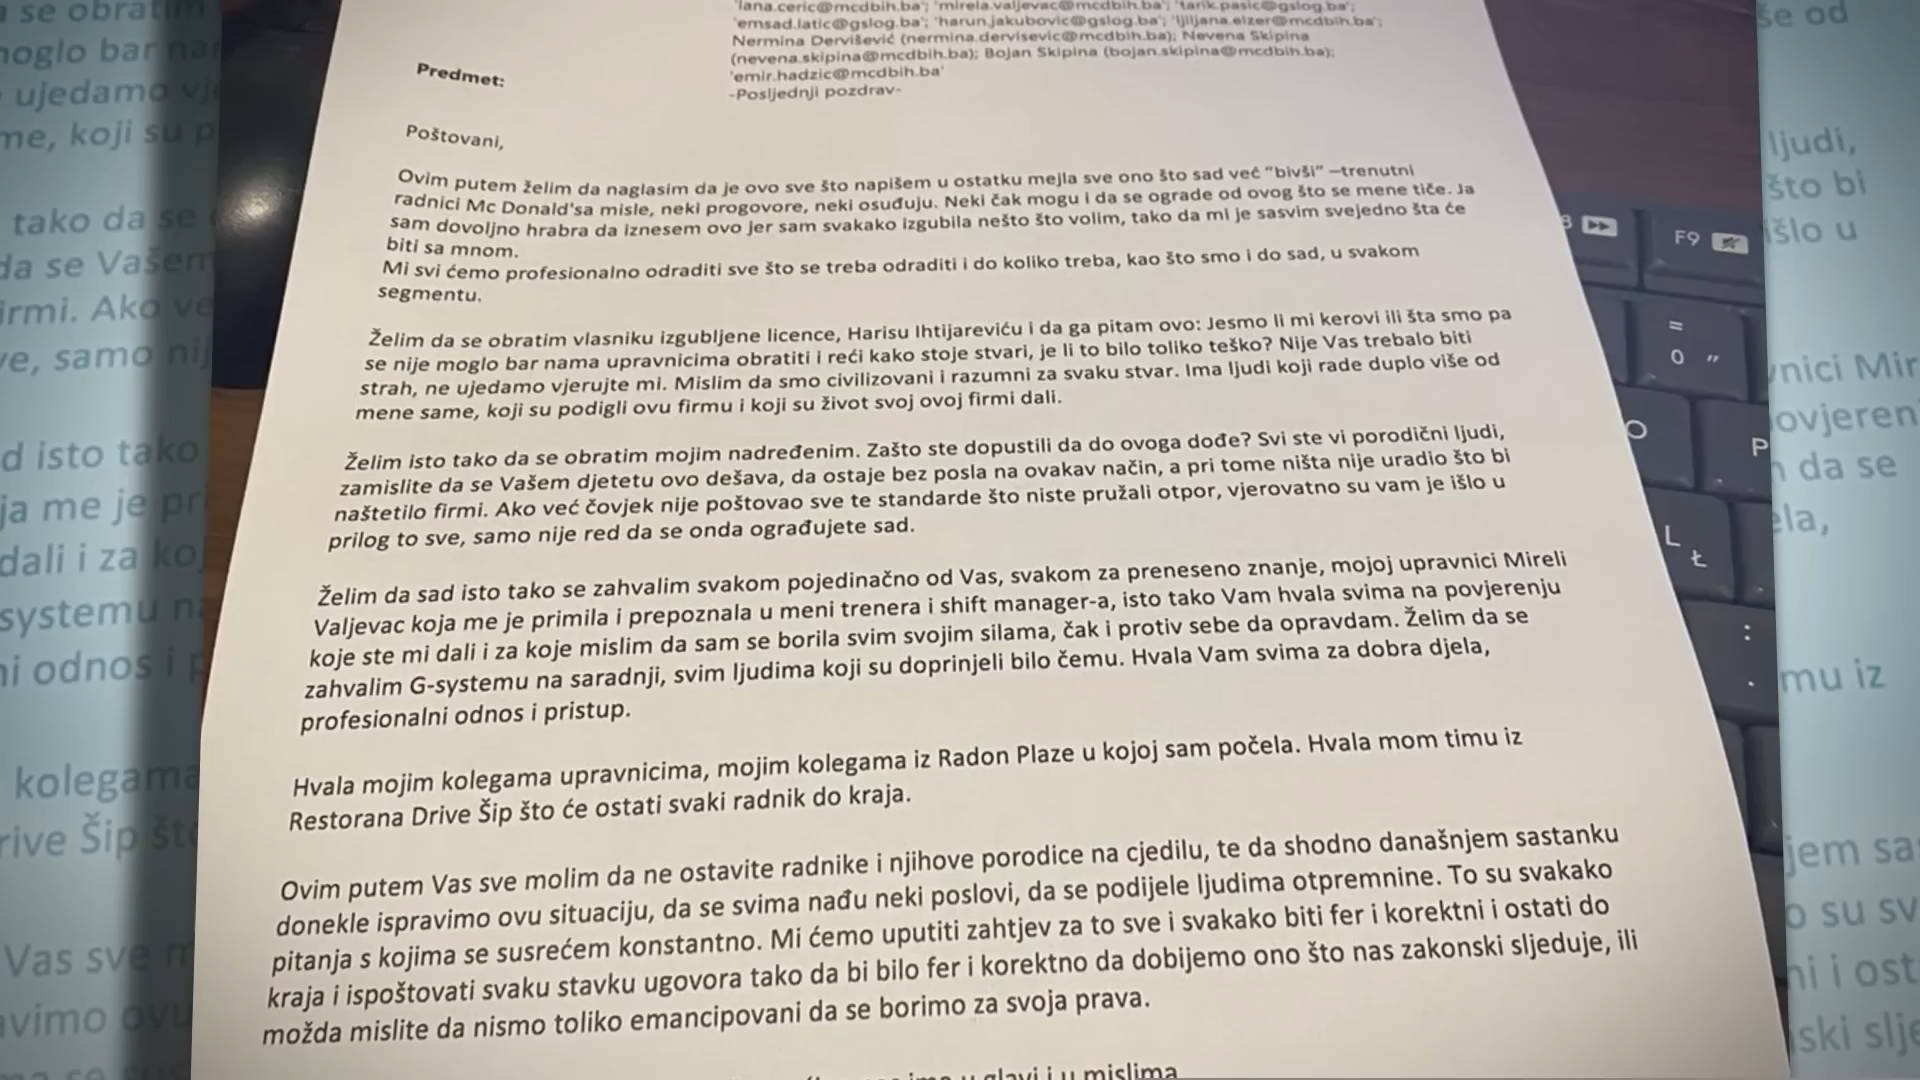 'lana.ceric@mcdbih.ba'; 'mirela.valjevac@mcdbih.ba'; 'tarik.pasic@gslog.ba';
'emsad.latic@gslog.ba'; 'harun.jakubovic@gslog.ba'; 'ljiljana.elzer@mcdbih.ba';
Nermina Dervišević (nermina.dervisevic@mcdbih.ba); Nevena Skipina
(nevena.skipina@mcdbih.ba); Bojan Skipina (bojan.skipina@mcdbih.ba);
'emir.hadzic@mcdbih.ba'
Predmet: -Posljednji pozdrav-
Poštovani,
Ovim putem želim da naglasim da je ovo sve što napišem u ostatku mejla sve ono što sad već "bivši" –trenutni
radnici Mc Donald'sa misle, neki progovore, neki osuđuju. Neki čak mogu i da se ograde od ovog što se mene tiče. Ja
sam dovoljno hrabra da iznesem ovo jer sam svakako izgubila nešto što volim, tako da mi je sasvim svejedno šta će
biti sa mnom.
Mi svi ćemo profesionalno odraditi sve što se treba odraditi i do koliko treba, kao što smo i do sad, u svakom
segmentu.
Želim da se obratim vlasniku izgubljene licence, Harisu Ihtijareviću i da ga pitam ovo: Jesmo li mi kerovi ili šta smo pa
se nije moglo bar nama upravnicima obratiti i reći kako stoje stvari, je li to bilo toliko teško? Nije Vas trebalo biti
strah, ne ujedamo vjerujte mi. Mislim da smo civilizovani i razumni za svaku stvar. Ima ljudi koji rade duplo više od
mene same, koji su podigli ovu firmu i koji su život svoj ovoj firmi dali.
Želim isto tako da se obratim mojim nadređenim. Zašto ste dopustili da do ovoga dođe? Svi ste vi porodični ljudi,
zamislite da se Vašem djetetu ovo dešava, da ostaje bez posla na ovakav način, a pri tome ništa nije uradio što bi
naštetilo firmi. Ako već čovjek nije poštovao sve te standarde što niste pružali otpor, vjerovatno su vam je išlo u
prilog to sve, samo nije red da se onda ograđujete sad.
Želim da sad isto tako se zahvalim svakom pojedinačno od Vas, svakom za preneseno znanje, mojoj upravnici Mireli
Valjevac koja me je primila i prepoznala u meni trenera i shift manager-a, isto tako Vam hvala svima na povjerenju
koje ste mi dali i za koje mislim da sam se borila svim svojim silama, čak i protiv sebe da opravdam. Želim da se
zahvalim G-systemu na saradnji, svim ljudima koji su doprinjeli bilo čemu. Hvala Vam svima za dobra djela,
profesionalni odnos i pristup.
Hvala mojim kolegama upravnicima, mojim kolegama iz Radon Plaze u kojoj sam počela. Hvala mom timu iz
Restorana Drive Šip što će ostati svaki radnik do kraja.
Ovim putem Vas sve molim da ne ostavite radnike i njihove porodice na cjedilu, te da shodno današnjem sastanku
donekle ispravimo ovu situaciju, da se svima nađu neki poslovi, da se podijele ljudima otpremnine. To su svakako
pitanja s kojima se susrećem konstantno. Mi ćemo uputiti zahtjev za to sve i svakako biti fer i korektni i ostati do
kraja i ispoštovati svaku stavku ugovora tako da bi bilo fer i korektno da dobijemo ono što nas zakonski sljeduje, ili
možda mislite da nismo toliko emancipovani da se borimo za svoja prava.
u glavi i u mislima
F9
=
0 "
O
P
L
Ł
:
.